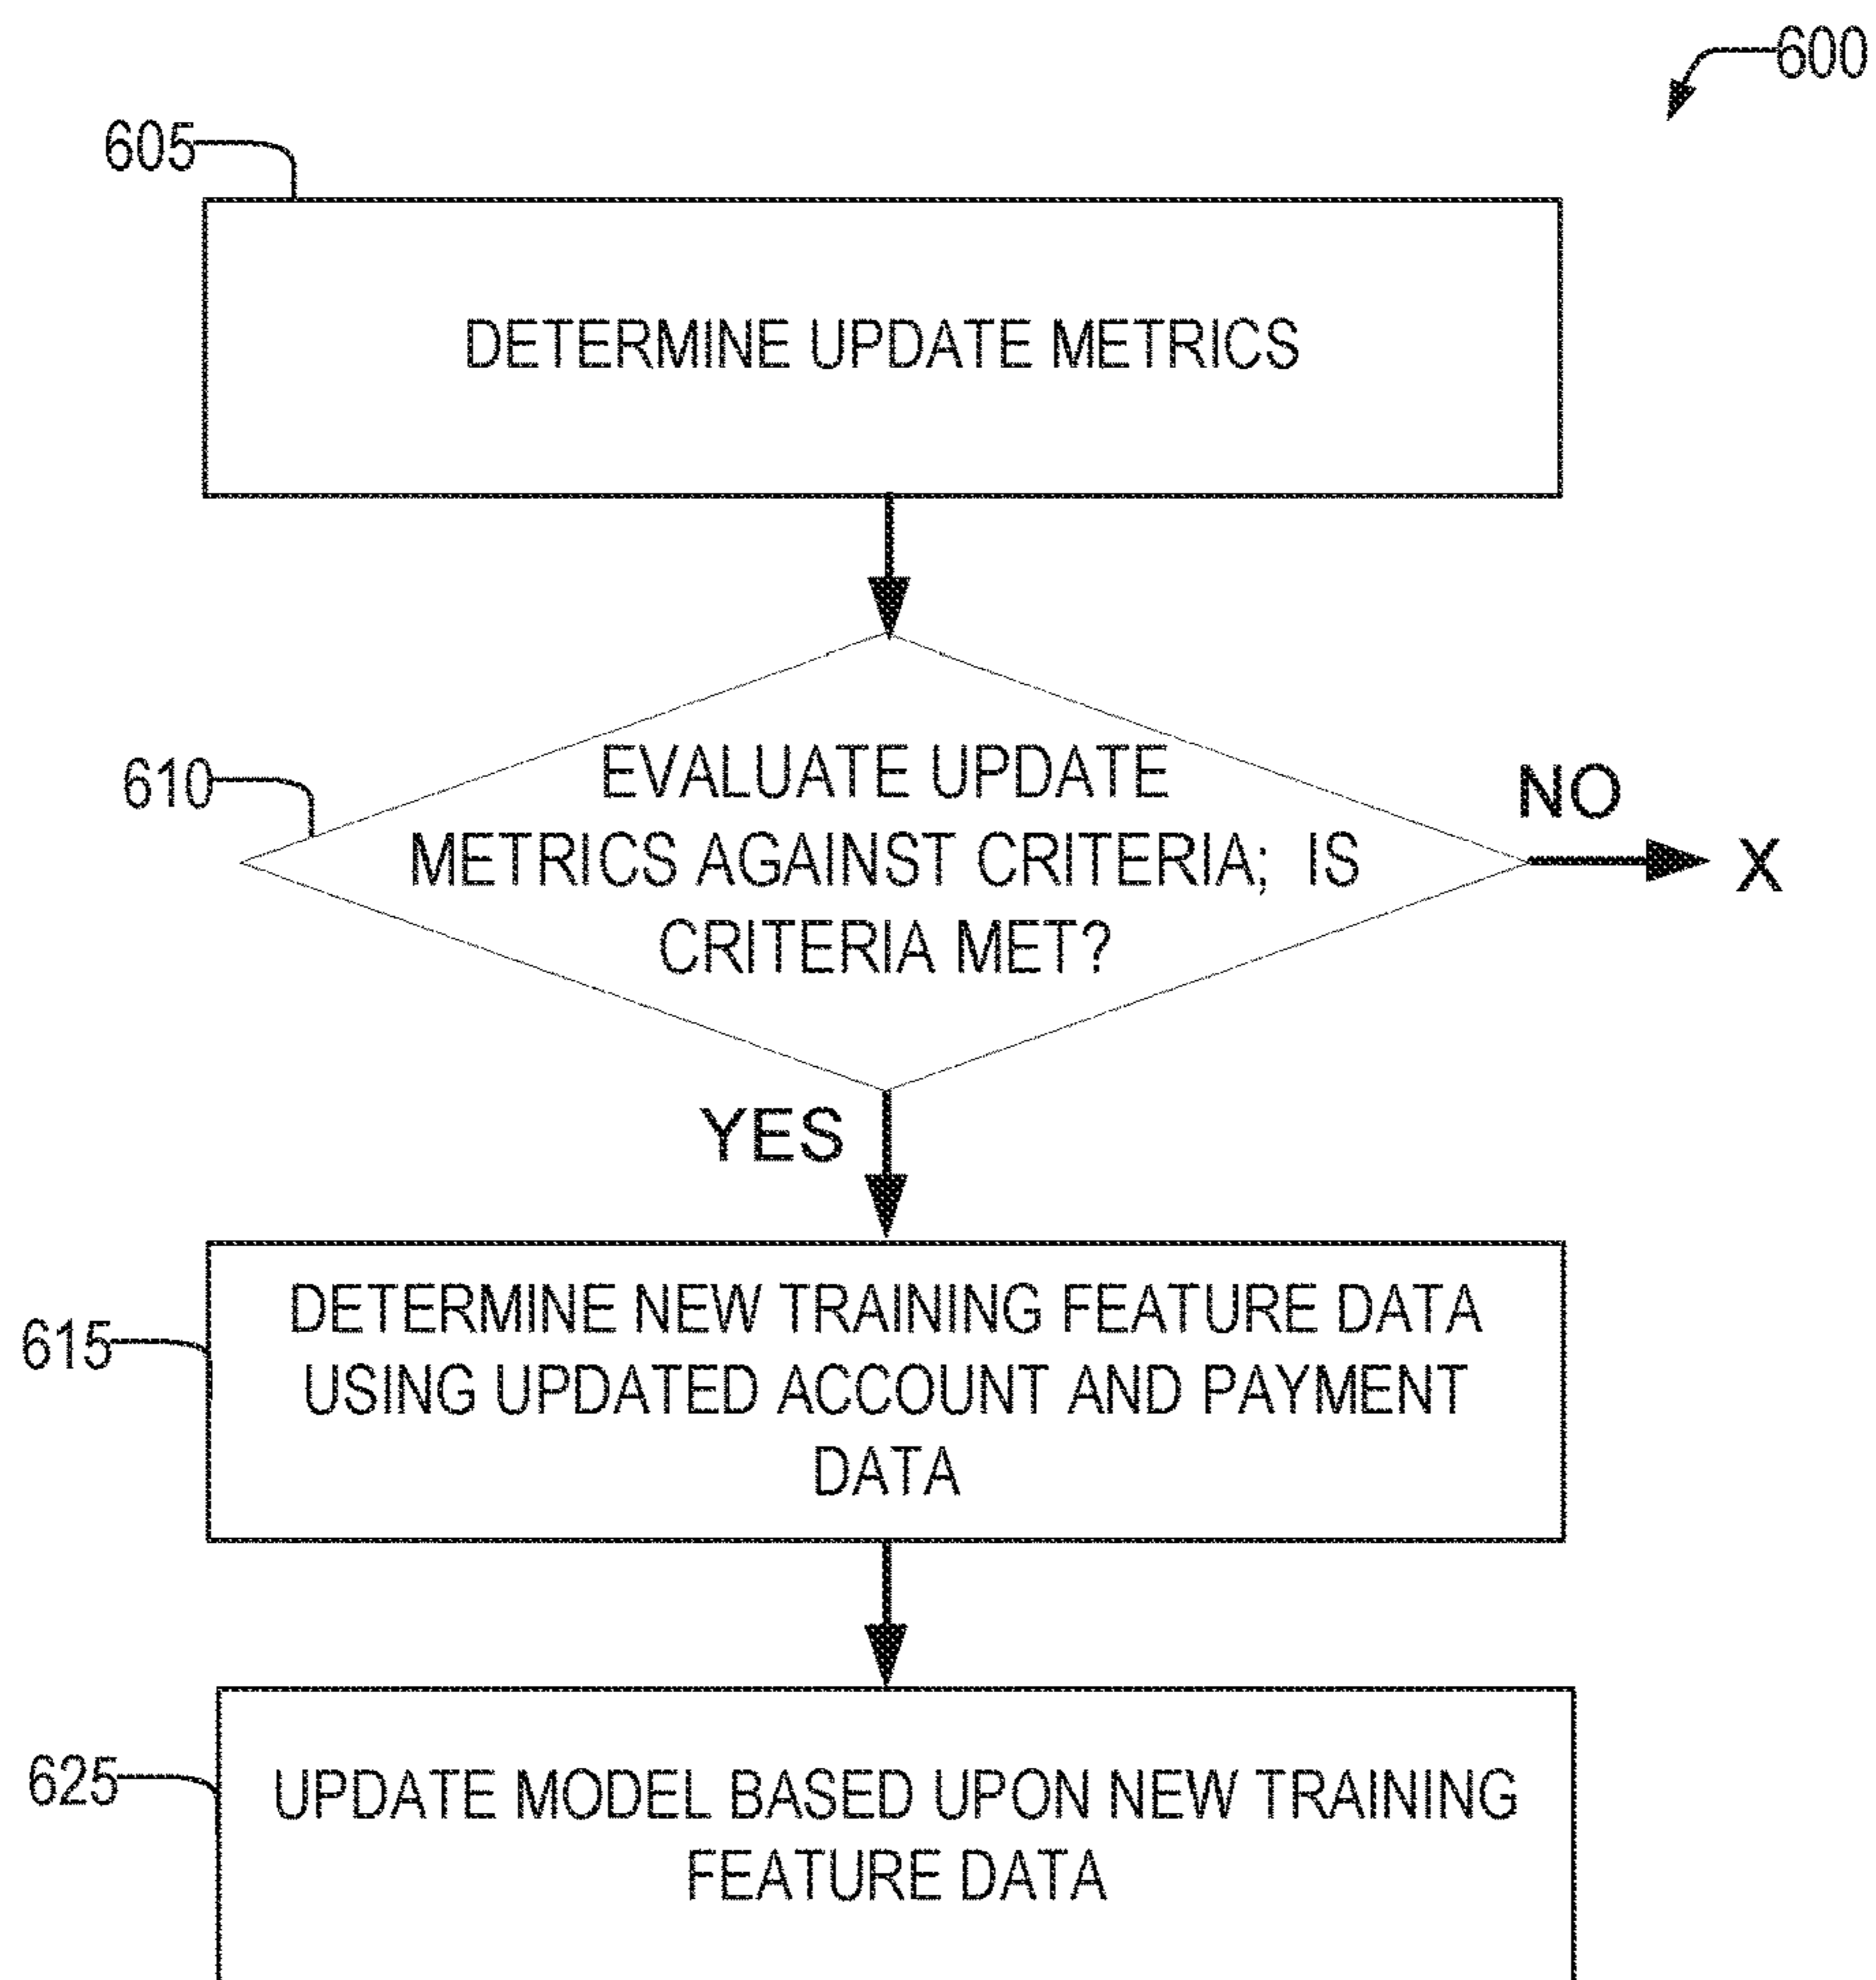 600
605
DETERMINE UPDATE METRICS
610
EVALUATE UPDATE
METRICS AGAINST CRITERIA; IS
CRITERIA MET?
NO
X
YES
615
DETERMINE NEW TRAINING FEATURE DATA
USING UPDATED ACCOUNT AND PAYMENT
DATA
625
UPDATE MODEL BASED UPON NEW TRAINING
FEATURE DATA